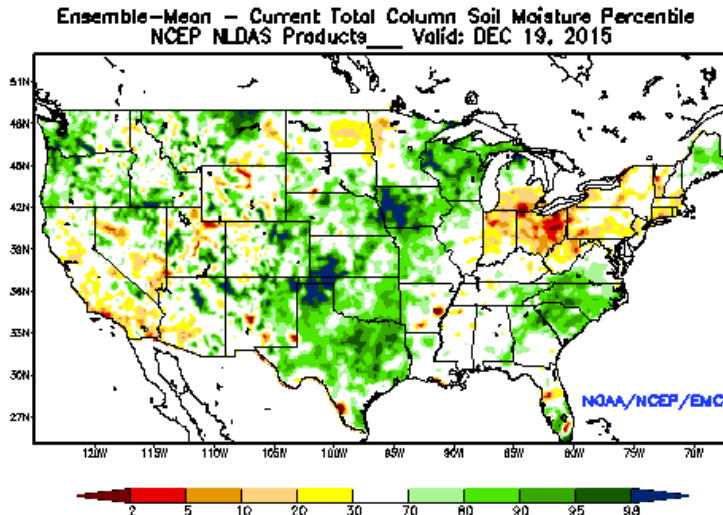 Ensemble-Mean - Current Total Column Soil Moisture Percentile
NCEP NLDAS Products___ Valid: DEC 19, 2015
51N
48N
45N
42N
39N
36N
33N
30N
27N
NOAA/NCEP/EMC
120W 115W 110W 105W 100W 95W 90W 85W 80W 75W 70W
2 5 10 20 30 70 80 90 95 98